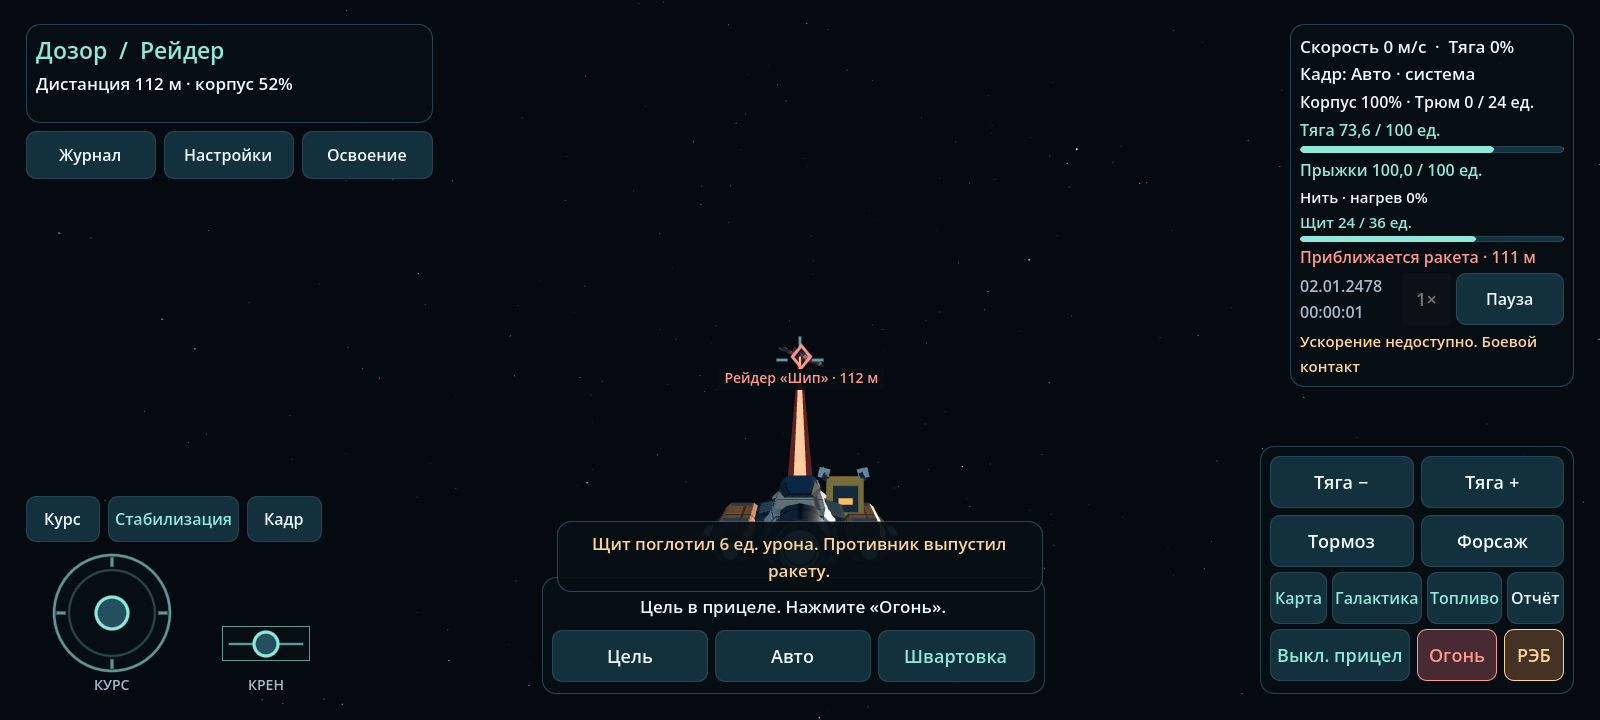 Дозор / Рейдер
Дистанция 112 м · корпус 52%
Журнал
Настройки
Освоение
Скорость 0 м/с · Тяга 0%
Кадр: Авто · система
Корпус 100% · Трюм 0 / 24 ед.
Тяга 73,6 / 100 ед.
Прыжки 100,0 / 100 ед.
Нить · нагрев 0%
Щит 24 / 36 ед.
Приближается ракета · 111 м
02.01.2478
00:00:01
1×
Пауза
Ускорение недоступно. Боевой
контакт
Рейдер «Шип» · 112 м
Курс
Стабилизация
Кадр
КУРС
КРЕН
Щит поглотил 6 ед. урона. Противник выпустил
ракету.
Цель в прицеле. Нажмите «Огонь».
Цель
Авто
Швартовка
Тяга −
Тяга +
Тормоз
Форсаж
Карта
Галактика
Топливо
Отчёт
Выкл. прицел
Огонь
РЭБ